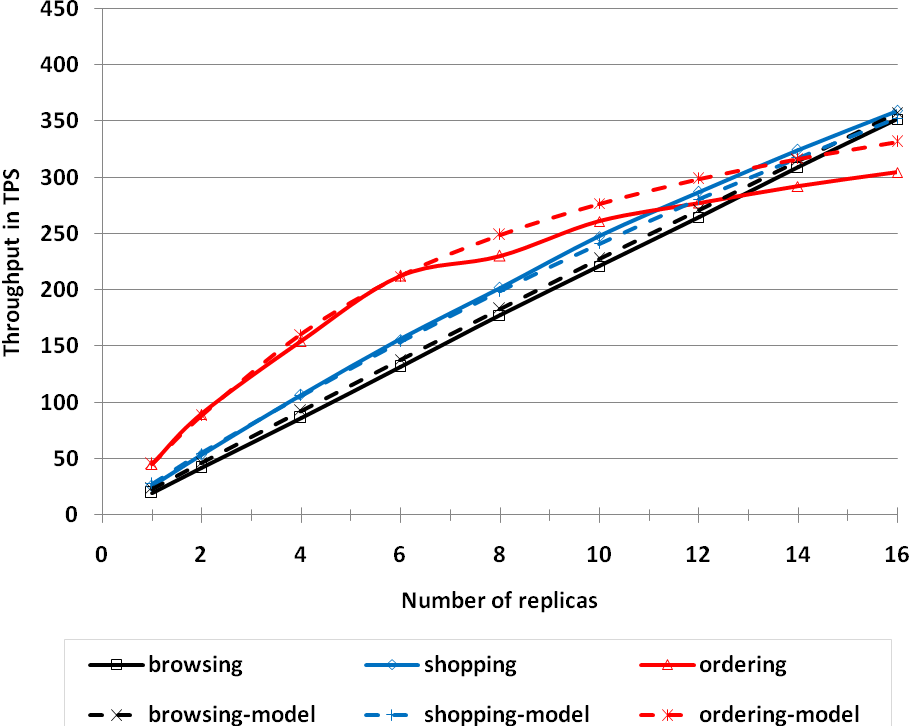 450
400
350
300
250
200
150
100
50
0
Throughput in TPS
0 2 4 6 8 10 12 14 16
Number of replicas
browsing shopping ordering
browsing-model shopping-model ordering-model